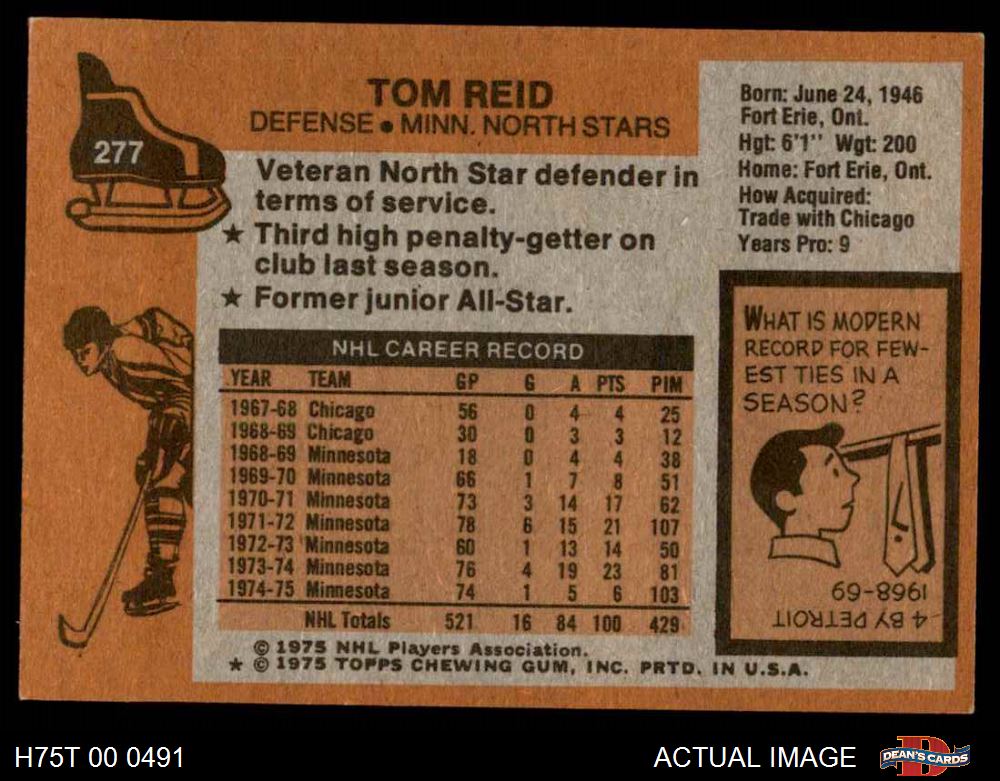 277
TOM REID
DEFENSE • MINN. NORTH STARS
Veteran North Star defender in
terms of service.
★ Third high penalty-getter on
club last season.
★ Former junior All-Star.
NHL CAREER RECORD
YEAR TEAM GP G A PTS PIM
1967-68 Chicago 56 0 4 4 25
1968-69 Chicago 30 0 3 3 12
1968-69 Minnesota 18 0 4 4 38
1969-70 Minnesota 66 1 7 8 51
1970-71 Minnesota 73 3 14 17 62
1971-72 Minnesota 78 6 15 21 107
1972-73 Minnesota 60 1 13 14 50
1973-74 Minnesota 76 4 19 23 81
1974-75 Minnesota 74 1 5 6 103
NHL Totals 521 16 84 100 429
© 1975 NHL Players Association.
★ © 1975 TOPPS CHEWING GUM, INC. PRTD. IN U.S.A.
Born: June 24, 1946
Fort Erie, Ont.
Hgt: 6'1" Wgt: 200
Home: Fort Erie, Ont.
How Acquired:
Trade with Chicago
Years Pro: 9
WHAT IS MODERN
RECORD FOR FEW-
EST TIES IN A
SEASON?
4 BY DETROIT
1968-69
H75T 00 0491
ACTUAL IMAGE
DEAN'S CARDS